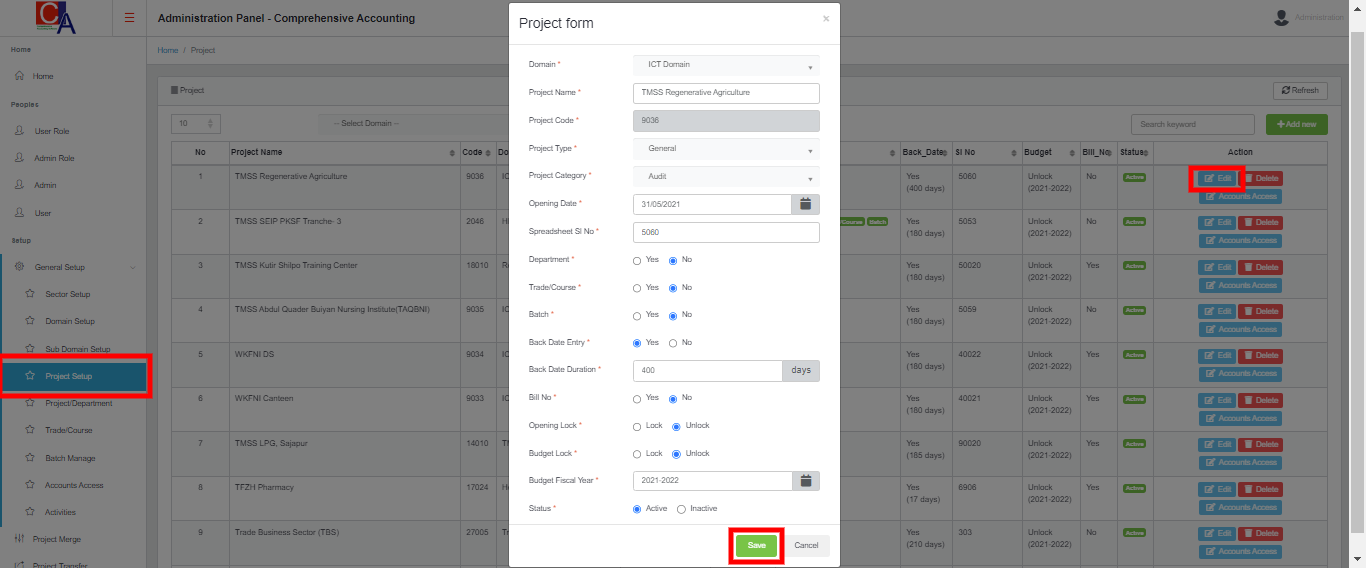 CA
Administration Panel - Comprehensive Accounting
Administration
Home
Home
Peoples
User Role
Admin Role
Admin
User
Setup
General Setup
Sector Setup
Domain Setup
Sub Domain Setup
Project Setup
Project/Department
Trade/Course
Batch Manage
Accounts Access
Activities
Project Merge
Project Transfer
Home / Project
Project
Refresh
10
-- Select Domain --
Search keyword
+Add new
No Project Name Code Back_Date Sl No Budget Bill_No Status Action
1 TMSS Regenerative Agriculture 9036 Yes (400 days) 5060 Unlock (2021-2022) No Active Edit Delete Accounts Access
2 TMSS SEIP PKSF Tranche- 3 2046 /Course Batch Yes (180 days) 5053 Unlock (2021-2022) No Active Edit Delete Accounts Access
3 TMSS Kutir Shilpo Training Center 18010 Yes (180 days) 50020 Unlock (2021-2022) Yes Active Edit Delete Accounts Access
4 TMSS Abdul Quader Buiyan Nursing Institute(TAQBNI) 9035 Yes (180 days) 5059 Unlock (2021-2022) No Active Edit Delete Accounts Access
5 WKFNI DS 9034 Yes (180 days) 40022 Unlock (2021-2022) Yes Active Edit Delete Accounts Access
6 WKFNI Canteen 9033 Yes (180 days) 40021 Unlock (2021-2022) Yes Active Edit Delete Accounts Access
7 TMSS LPG, Sajapur 14010 Yes (185 days) 90020 Unlock (2021-2022) Yes Active Edit Delete Accounts Access
8 TFZH Pharmacy 17024 Yes (17 days) 6906 Unlock (2021-2022) Yes Active Edit Delete Accounts Access
9 Trade Business Sector (TBS) 27005 Yes (210 days) 303 Unlock (2021-2022) No Active Edit Delete Accounts Access
Project form ×
Domain * ICT Domain
Project Name * TMSS Regenerative Agriculture
Project Code * 9036
Project Type * General
Project Category * Audit
Opening Date * 31/05/2021
Spreadsheet Sl No * 5060
Department * Yes No
Trade/Course * Yes No
Batch * Yes No
Back Date Entry * Yes No
Back Date Duration * 400 days
Bill No * Yes No
Opening Lock * Lock Unlock
Budget Lock * Lock Unlock
Budget Fiscal Year * 2021-2022
Status * Active Inactive
Save Cancel